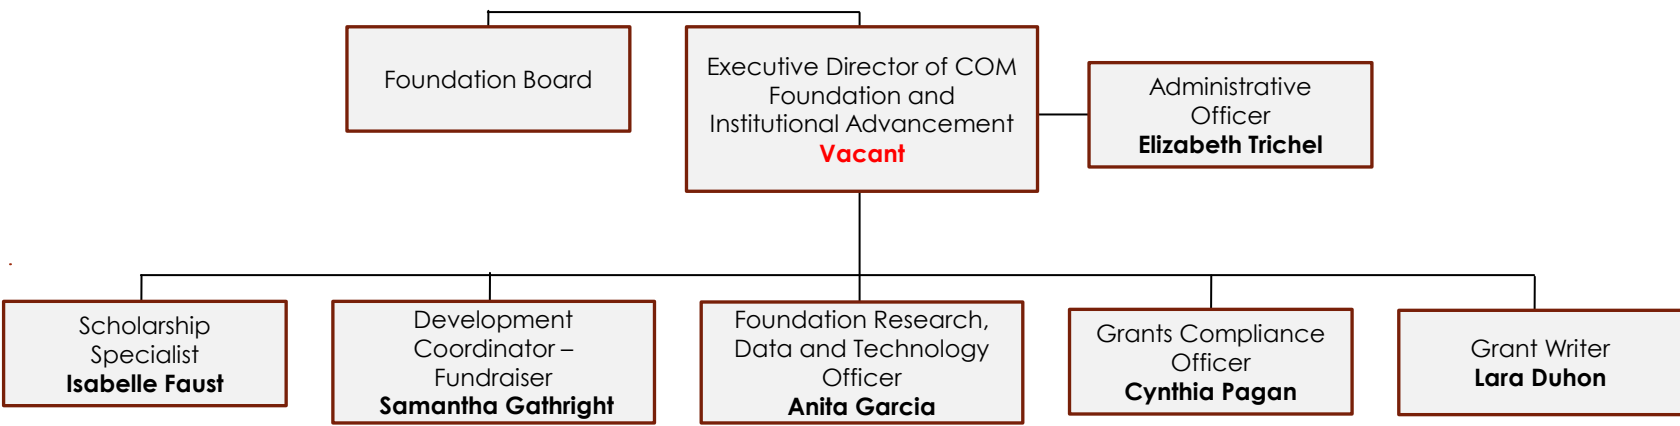 Foundation Board
Executive Director of COM
Foundation and
Institutional Advancement
Vacant
Administrative
Officer
Elizabeth Trichel
Scholarship
Specialist
Isabelle Faust
Development
Coordinator –
Fundraiser
Samantha Gathright
Foundation Research,
Data and Technology
Officer
Anita Garcia
Grants Compliance
Officer
Cynthia Pagan
Grant Writer
Lara Duhon